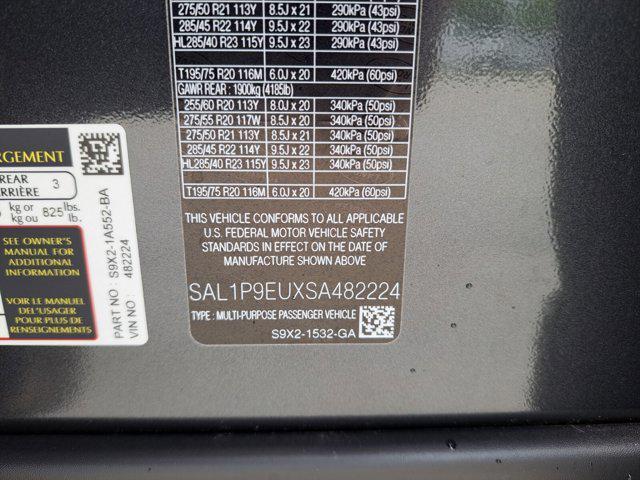 275/50 R21 113Y 8.5J x 21 290kPa (43psi)
285/45 R22 114Y 9.5J x 22 290kPa (43psi)
HL285/40 R23 115Y 9.5J x 23 290kPa (43psi)
T195/75 R20 116M 6.0J x 20 420kPa (60psi)
GAWR REAR : 1900kg (4185lb)
255/60 R20 113Y 8.0J x 20 340kPa (50psi)
275/55 R20 117W 8.0J x 20 340kPa (50psi)
275/50 R21 113Y 8.5J x 21 340kPa (50psi)
285/45 R22 114Y 9.5J x 22 340kPa (50psi)
HL285/40 R23 115Y 9.5J x 23 340kPa (50psi)
T195/75 R20 116M 6.0J x 20 420kPa (60psi)
THIS VEHICLE CONFORMS TO ALL APPLICABLE
U.S. FEDERAL MOTOR VEHICLE SAFETY
STANDARDS IN EFFECT ON THE DATE OF
MANUFACTURE SHOWN ABOVE
SAL1P9EUXSA482224
TYPE : MULTI-PURPOSE PASSENGER VEHICLE
S9X2-1532-GA
REAR 3
kg or 825 lbs.
kg ou lb.
SEE OWNER'S
MANUAL FOR
ADDITIONAL
INFORMATION
VOIR LE MANUEL
DEL'USAGER
POUR PLUS DE
RENSEIGNEMENTS
PART NO : S9X2-1A552-BA
VIN NO : 482224